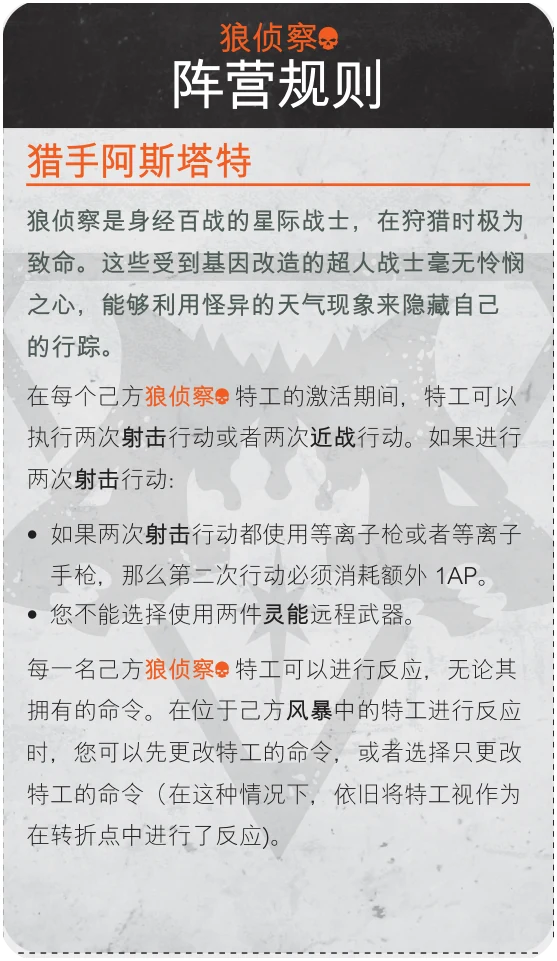 狼侦察
阵营规则
猎手阿斯塔特
狼侦察是身经百战的星际战士，在狩猎时极为
致命。这些受到基因改造的超人战士毫无怜悯
之心，能够利用怪异的天气现象来隐藏自己
的行踪。
在每个己方狼侦察 特工的激活期间，特工可以
执行两次射击行动或者两次近战行动。如果进行
两次射击行动:
• 如果两次射击行动都使用等离子枪或者等离子
手枪，那么第二次行动必须消耗额外 1AP。
• 您不能选择使用两件灵能远程武器。
每一名己方狼侦察 特工可以进行反应，无论其
拥有的命令。在位于己方风暴中的特工进行反应
时，您可以先更改特工的命令，或者选择只更改
特工的命令（在这种情况下，依旧将特工视作为
在转折点中进行了反应)。